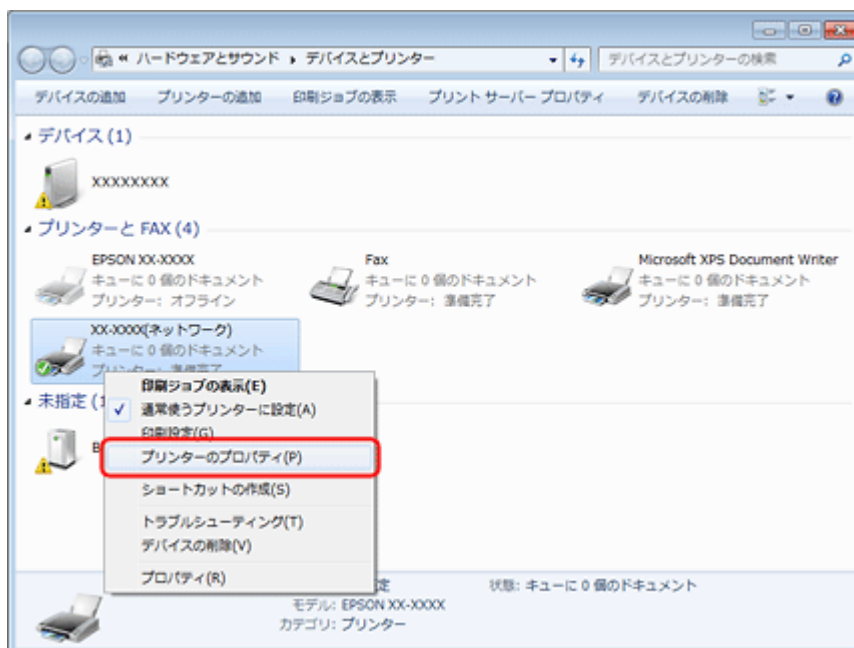 « ハードウェアとサウンド ▸ デバイスとプリンター
デバイスとプリンターの検索
デバイスの追加 プリンターの追加 印刷ジョブの表示 プリント サーバー プロパティ デバイスの削除
デバイス (1)
XXXXXXXX
プリンターと FAX (4)
EPSON XX-XXXX
キューに 0 個のドキュメント
プリンター: オフライン
Fax
キューに 0 個のドキュメント
プリンター: 準備完了
Microsoft XPS Document Writer
キューに 0 個のドキュメント
プリンター: 準備完了
XX-XXXX(ネットワーク)
キューに 0 個のドキュメント
プリンター: 準備完了
未指定 (1
B
印刷ジョブの表示(E)
✓ 通常使うプリンターに設定(A)
印刷設定(G)
プリンターのプロパティ(P)
ショートカットの作成(S)
トラブルシューティング(T)
デバイスの削除(V)
プロパティ(R)
定 状態: キューに 0 個のドキュメント
モデル: EPSON XX-XXXX
カテゴリ: プリンター